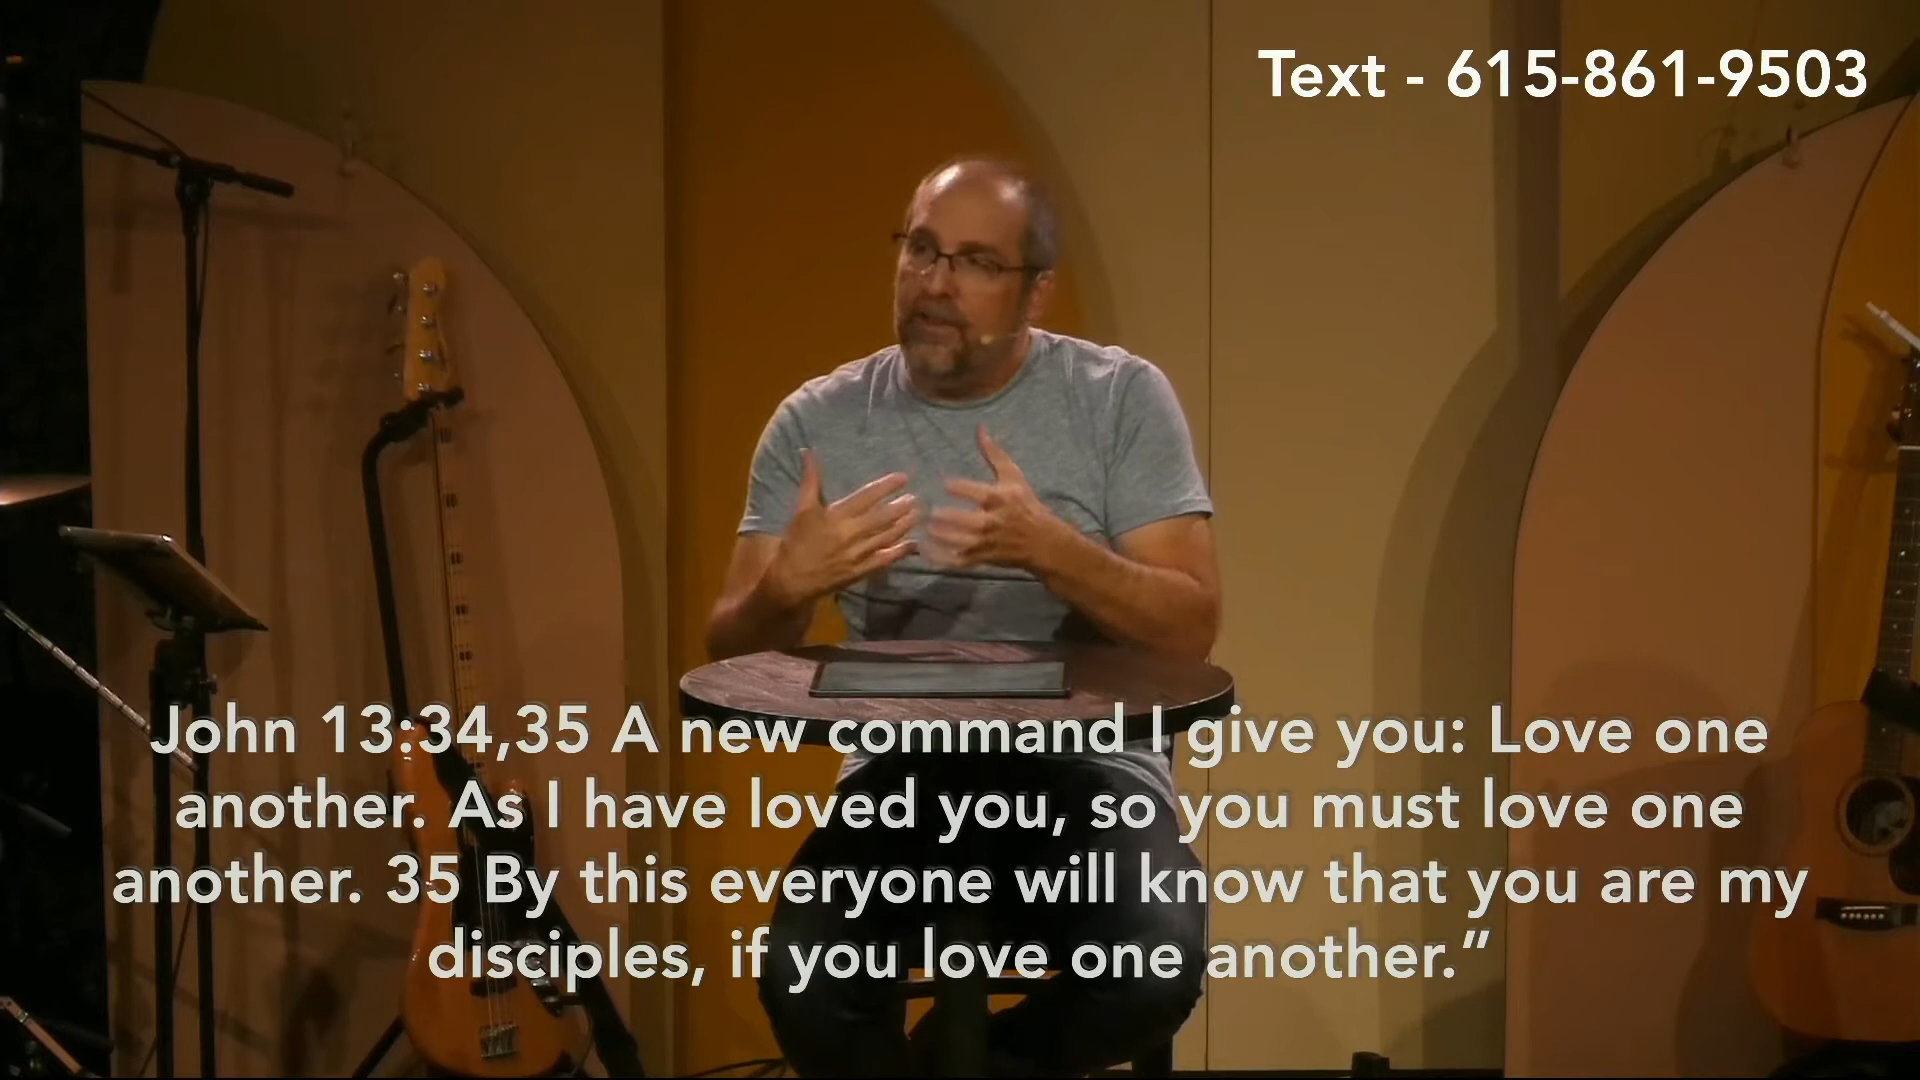 Text - 615-861-9503
John 13:34,35 A new command I give you: Love one
another. As I have loved you, so you must love one
another. 35 By this everyone will know that you are my
disciples, if you love one another.”